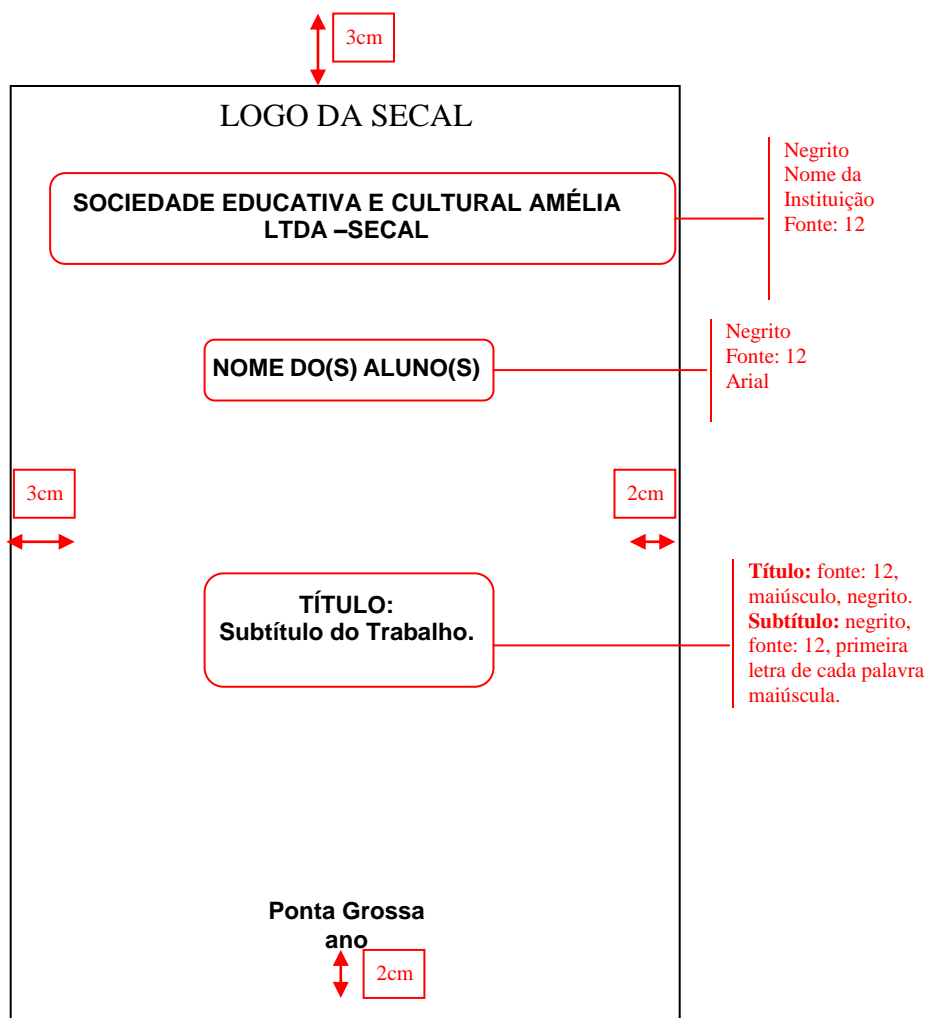 3cm
LOGO DA SECAL
SOCIEDADE EDUCATIVA E CULTURAL AMÉLIA
LTDA –SECAL
Negrito
Nome da
Instituição
Fonte: 12
NOME DO(S) ALUNO(S)
Negrito
Fonte: 12
Arial
3cm
2cm
TÍTULO:
Subtítulo do Trabalho.
Título: fonte: 12,
maiúsculo, negrito.
Subtítulo: negrito,
fonte: 12, primeira
letra de cada palavra
maiúscula.
Ponta Grossa
ano
2cm